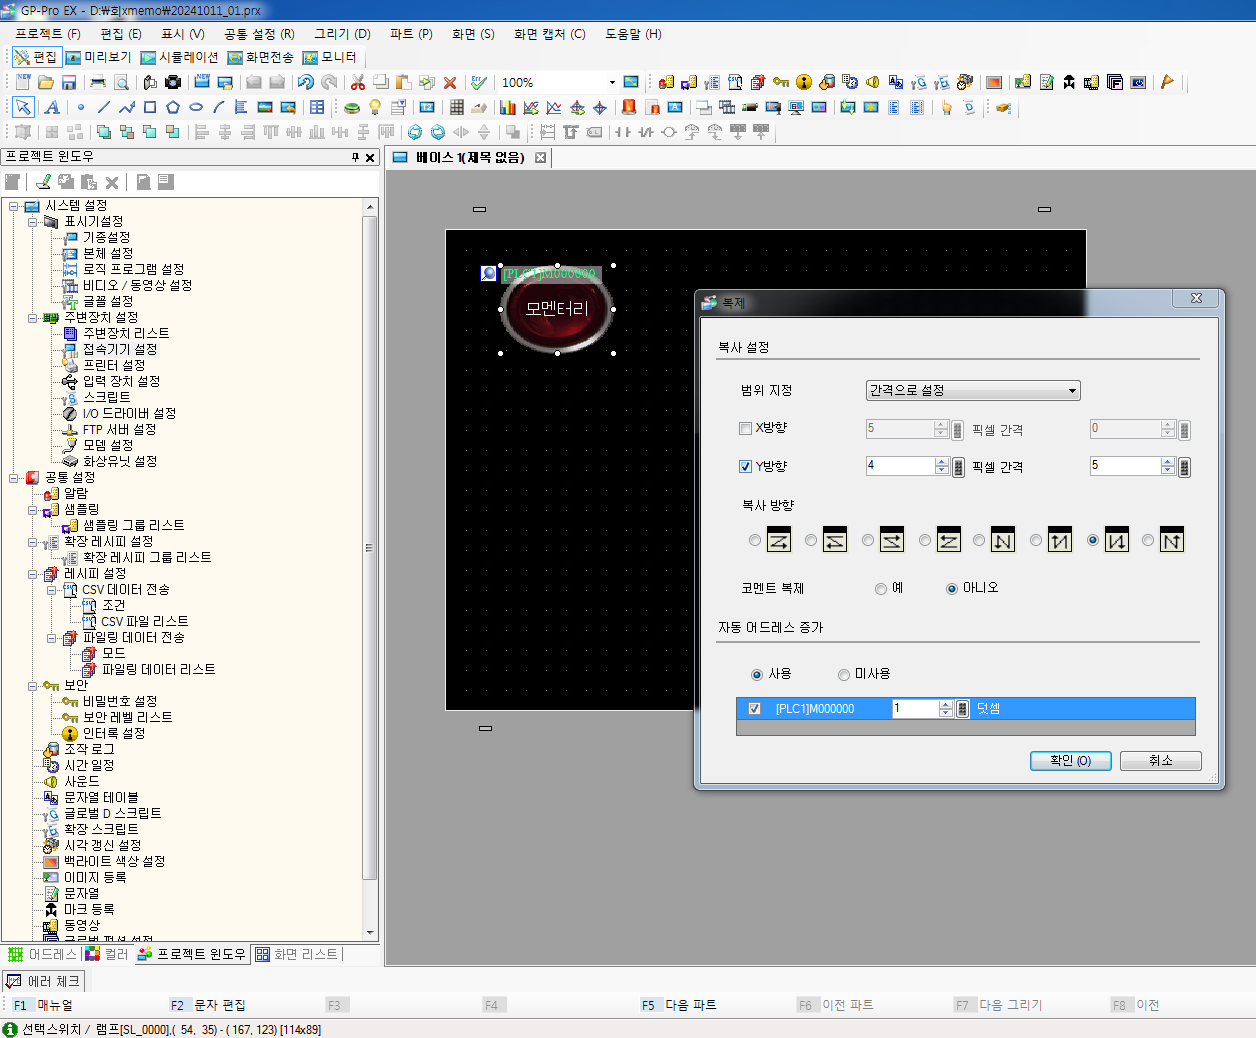 GP-Pro EX - D:₩회xmemo₩20241011_01.prx
프로젝트 (F) 편집 (E) 표시 (V) 공통 설정 (R) 그리기 (D) 파트 (P) 화면 (S) 화면 캡처 (C) 도움말 (H)
편집 미리보기 시뮬레이션 화면전송 모니터
100%
프로젝트 윈도우
베이스 1(제목 없음)
시스템 설정
표시기설정
기종설정
본체 설정
로직 프로그램 설정
비디오 / 동영상 설정
글꼴 설정
주변장치 설정
주변장치 리스트
접속기기 설정
프린터 설정
입력 장치 설정
스크립트
I/O 드라이버 설정
FTP 서버 설정
모뎀 설정
화상유닛 설정
공통 설정
알람
샘플링
샘플링 그룹 리스트
확장 레시피 설정
확장 레시피 그룹 리스트
레시피 설정
CSV 데이터 전송
조건
CSV 파일 리스트
파일링 데이터 전송
모드
파일링 데이터 리스트
보안
비밀번호 설정
보안 레벨 리스트
인터록 설정
조작 로그
시간 일정
사운드
문자열 테이블
글로벌 D 스크립트
확장 스크립트
시각 갱신 설정
백라이트 색상 설정
이미지 등록
문자열
마크 등록
동영상
글로벌 펑션 설정
[PLC1]M000000
모멘터리
복제
복사 설정
범위 지정 간격으로 설정
X방향 5 픽셀 간격 0
Y방향 4 픽셀 간격 5
복사 방향
코멘트 복제 예 아니오
자동 어드레스 증가
사용 미사용
[PLC1]M000000 1 덧셈
확인 (O) 취소
어드레스 컬러 프로젝트 윈도우 화면 리스트
에러 체크
F1 매뉴얼 F2 문자 편집 F3 F4 F5 다음 파트 F6 이전 파트 F7 다음 그리기 F8 이전
선택스위치 / 램프[SL_0000],( 54, 35) - ( 167, 123) [114x89]